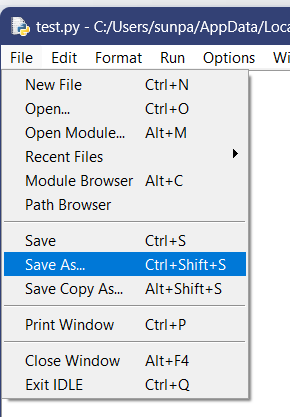 test.py - C:/Users/sunpa/AppData/Loca
File Edit Format Run Options Wi
New File Ctrl+N
Open... Ctrl+O
Open Module... Alt+M
Recent Files
Module Browser Alt+C
Path Browser
Save Ctrl+S
Save As... Ctrl+Shift+S
Save Copy As... Alt+Shift+S
Print Window Ctrl+P
Close Window Alt+F4
Exit IDLE Ctrl+Q